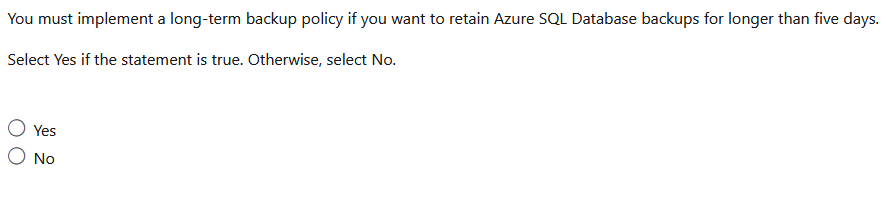 You must implement a long-term backup policy if you want to retain Azure SQL Database backups for longer than five days.
Select Yes if the statement is true. Otherwise, select No.
Yes
No